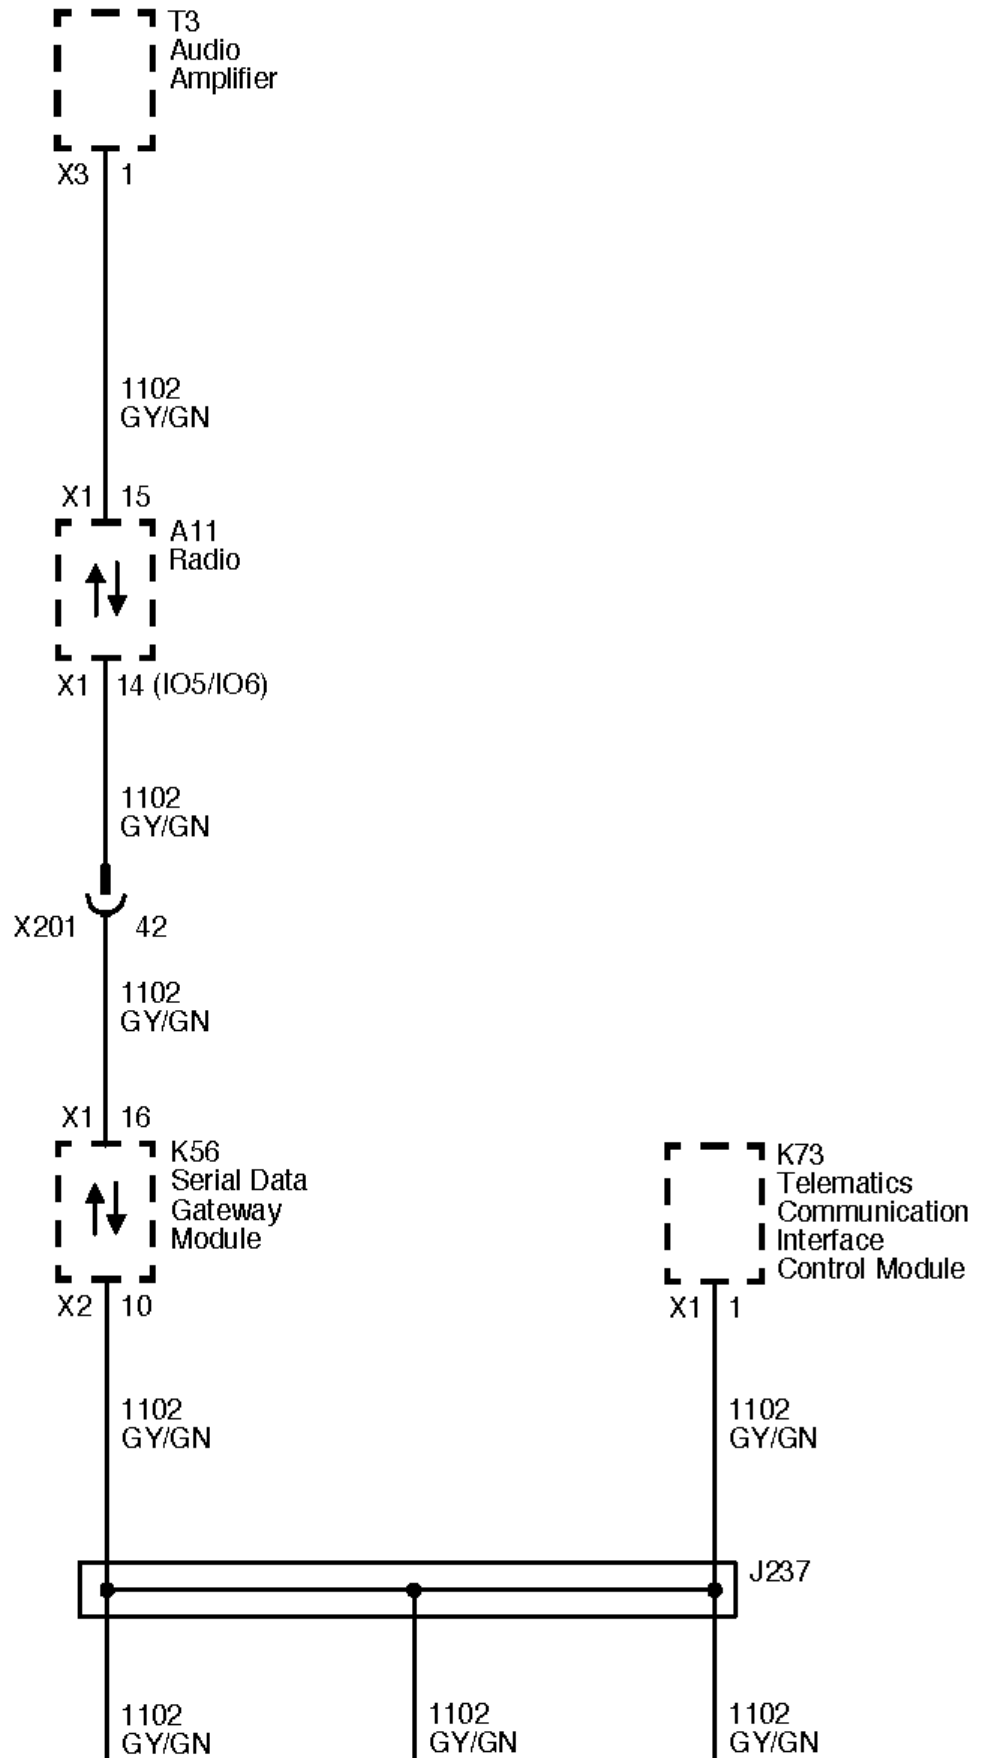 T3
Audio
Amplifier
X3 1
1102
GY/GN
X1 15
A11
Radio
X1 14 (IO5/IO6)
1102
GY/GN
X201 42
1102
GY/GN
X1 16
K56
Serial Data
Gateway
Module
K73
Telematics
Communication
Interface
Control Module
X2 10
X1 1
1102
GY/GN
1102
GY/GN
J237
1102
GY/GN
1102
GY/GN
1102
GY/GN